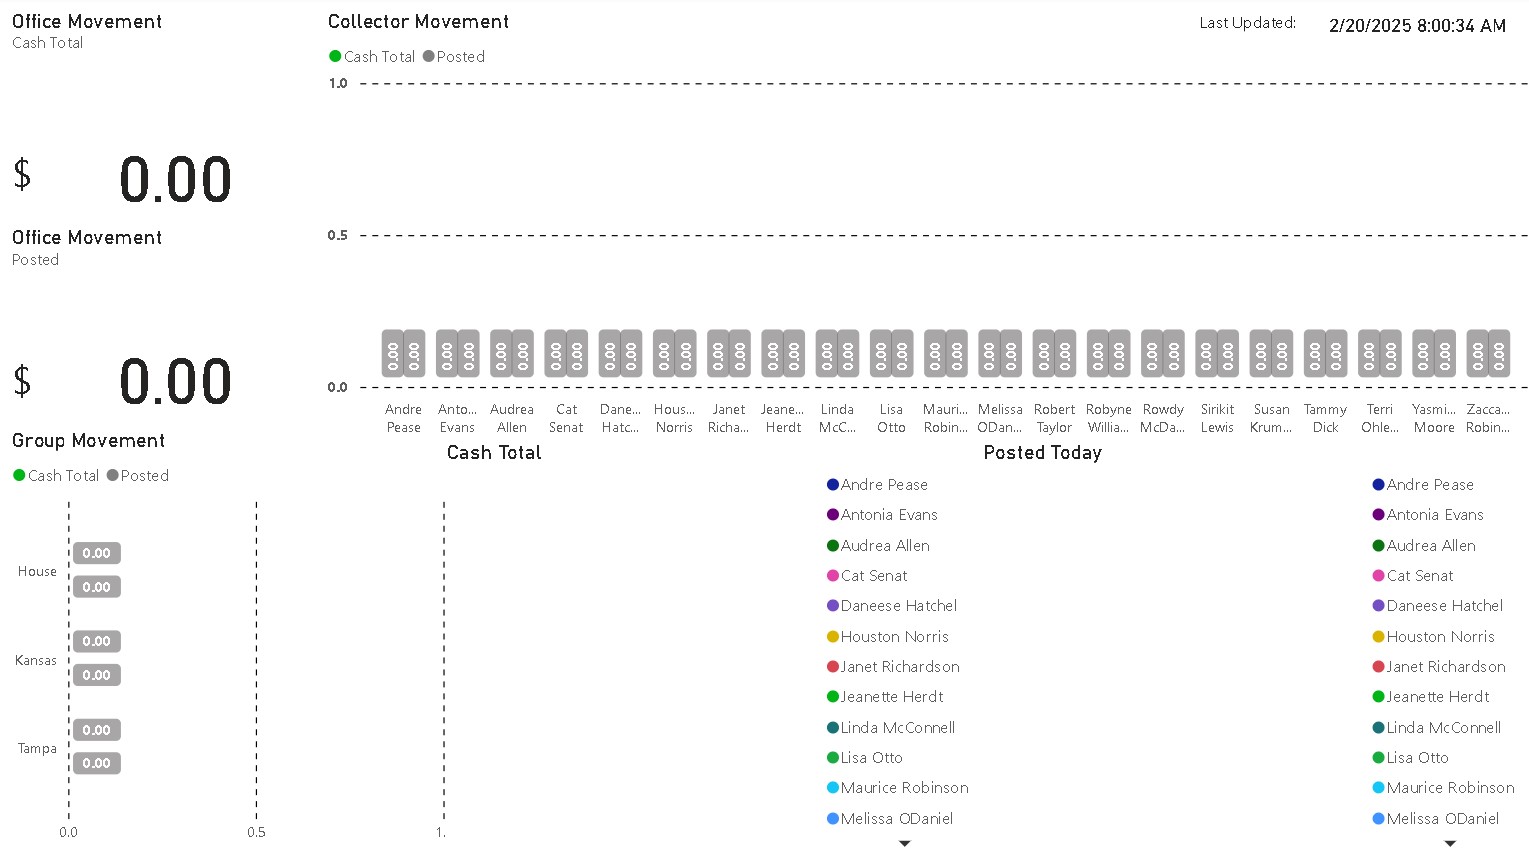 Office Movement
Cash Total
$ 0.00
Office Movement
Posted
$ 0.00
Group Movement
Cash Total Posted
House
0.00
0.00
Kansas
0.00
0.00
Tampa
0.00
0.00
0.0 0.5 1.
Collector Movement
Cash Total Posted
Last Updated: 2/20/2025 8:00:34 AM
1.0
0.5
0.0
0.00 0.00 0.00 0.00 0.00 0.00 0.00 0.00 0.00 0.00 0.00 0.00 0.00 0.00 0.00 0.00 0.00 0.00 0.00 0.00 0.00 0.00 0.00 0.00 0.00 0.00 0.00 0.00 0.00 0.00 0.00 0.00 0.00 0.00 0.00 0.00 0.00 0.00 0.00 0.00 0.00 0.00
Andre Anto... Audrea Cat Dane... Hous... Janet Jeane... Linda Lisa Mauri... Melissa Robert Robyne Rowdy Sirikit Susan Tammy Terri Yasmi... Zacca...
Pease Evans Allen Senat Hatc... Norris Richa... Herdt McC... Otto Robin... ODan... Taylor Willia... McDa... Lewis Krum... Dick Ohle... Moore Robin...
Cash Total
Andre Pease
Antonia Evans
Audrea Allen
Cat Senat
Daneese Hatchel
Houston Norris
Janet Richardson
Jeanette Herdt
Linda McConnell
Lisa Otto
Maurice Robinson
Melissa ODaniel
Posted Today
Andre Pease
Antonia Evans
Audrea Allen
Cat Senat
Daneese Hatchel
Houston Norris
Janet Richardson
Jeanette Herdt
Linda McConnell
Lisa Otto
Maurice Robinson
Melissa ODaniel